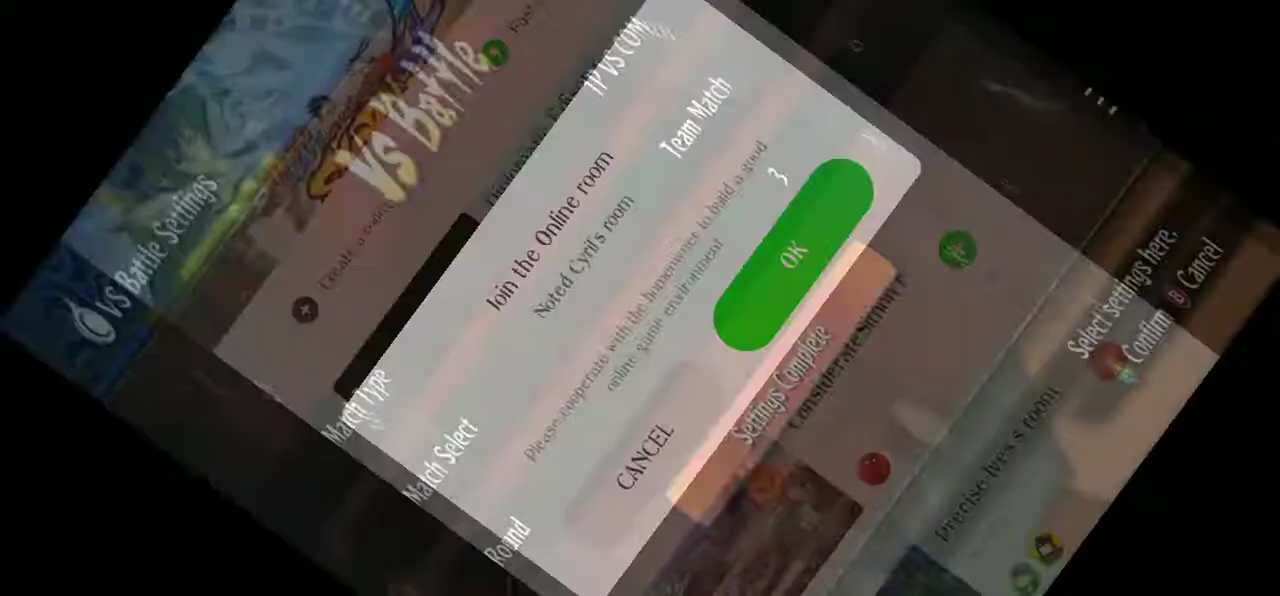 VS Battle Settings
VS Battle
1P VS COM
Team Match
3
Join the Online room
Noted Cyril's room
Please cooperate with the homeowner to build a good
online game environment
OK
CANCEL
Match Type
Match Select
Round
Settings Complete
Considerate Simon's
Select settings here.
Confirm
B Cancel
Precise Ives's room